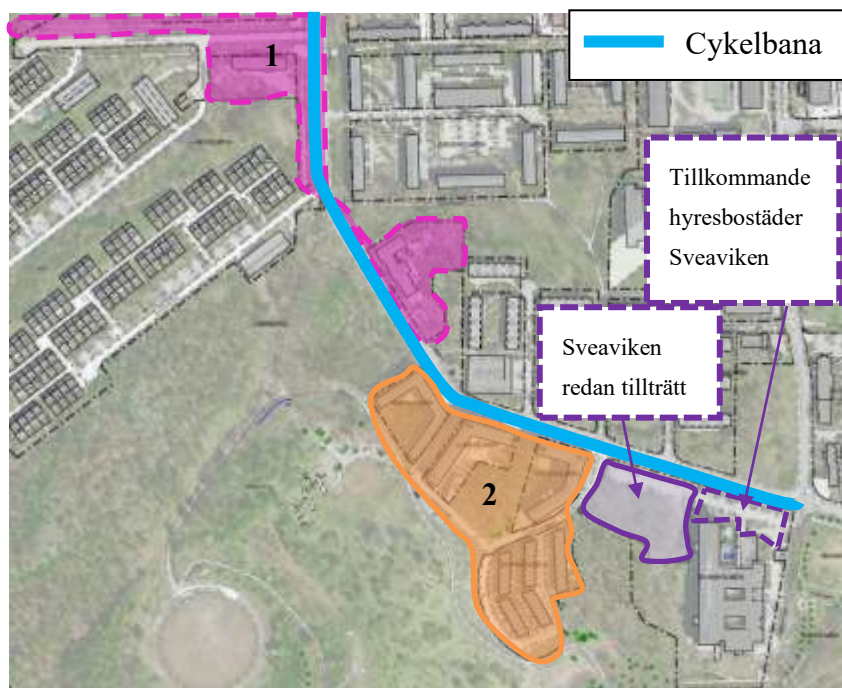 1
Cykelbana
Tillkommande
hyresbostäder
Sveaviken
Sveaviken
redan tillträtt
2